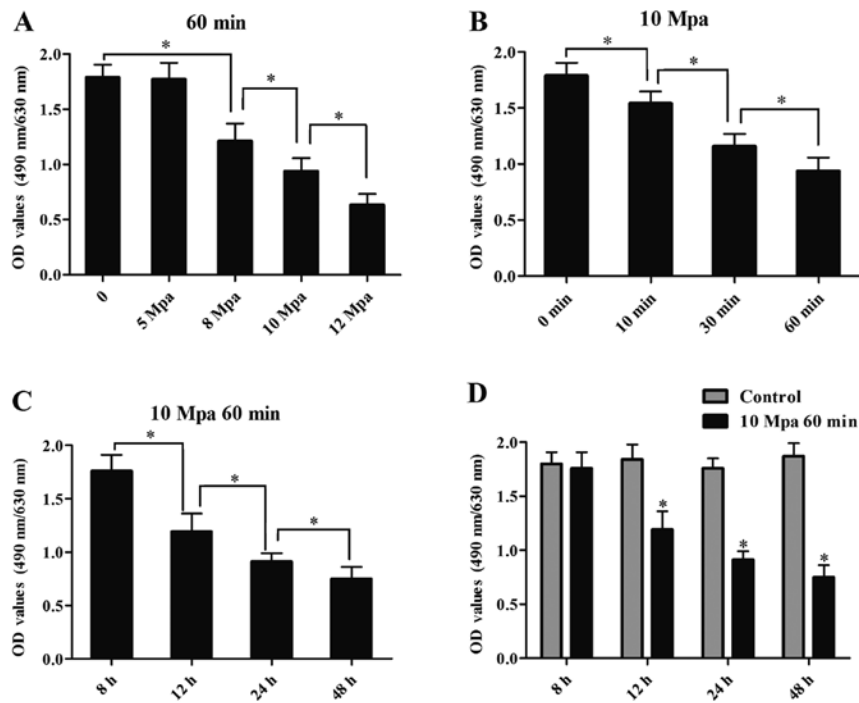 A
60 min
OD values (490 nm/630 nm)
2.0
1.5
1.0
0.5
0.0
*
*
*
0
5 Mpa
8 Mpa
10 Mpa
12 Mpa
B
10 Mpa
OD values (490 nm/630 nm)
2.0
1.5
1.0
0.5
0.0
*
*
*
0 min
10 min
30 min
60 min
C
10 Mpa 60 min
OD values (490 nm/630 nm)
2.0
1.5
1.0
0.5
0.0
*
*
*
8 h
12 h
24 h
48 h
D
Control
10 Mpa 60 min
OD values (490 nm/630 nm)
2.0
1.5
1.0
0.5
0.0
*
*
*
8 h
12 h
24 h
48 h